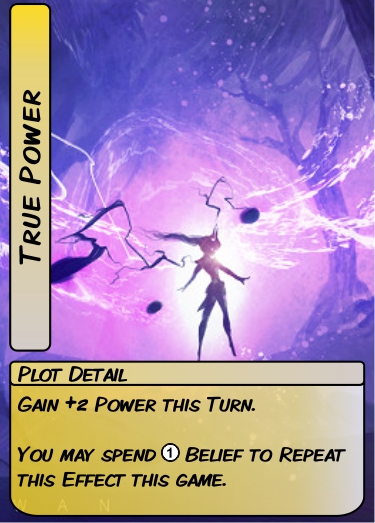 True Power
Plot Detail
Gain +2 Power this Turn.
You may spend 1 Belief to Repeat
this Effect this game.
W A N